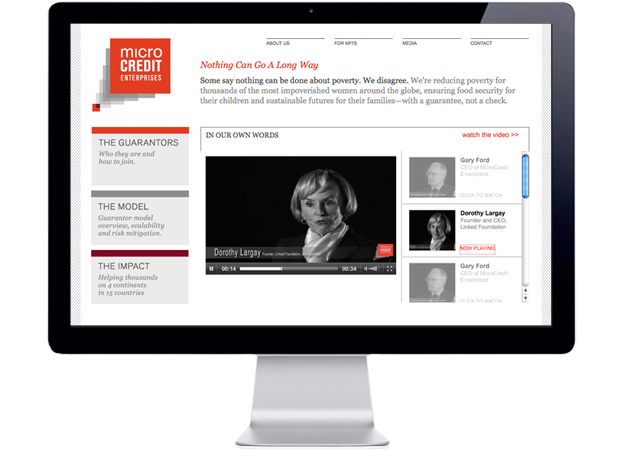 micro
CREDIT
ENTERPRISES
ABOUT US
FOR MFYS
MEDIA
CONTACT
Nothing Can Go A Long Way
Some say nothing can be done about poverty. We disagree. We're reducing poverty for
thousands of the most impoverished women around the globe, ensuring food security for
their children and sustainable futures for their families—with a guarantee, not a check.
THE GUARANTORS
Who they are and
how to join.
THE MODEL
Guarantor model
overview, scalability
and risk mitigation.
THE IMPACT
Helping thousands
on 4 continents
in 15 countries
IN OUR OWN WORDS
watch the video >>
Dorothy Largay
00:14
00:34
Gary Ford
CEO of MicroCredit
Enterprises
CLICK TO WATCH
Dorothy Largay
Founder and CEO,
Linked Foundation
NOW PLAYING
Gary Ford
CEO of MicroCredit
Enterprises
CLICK TO WATCH